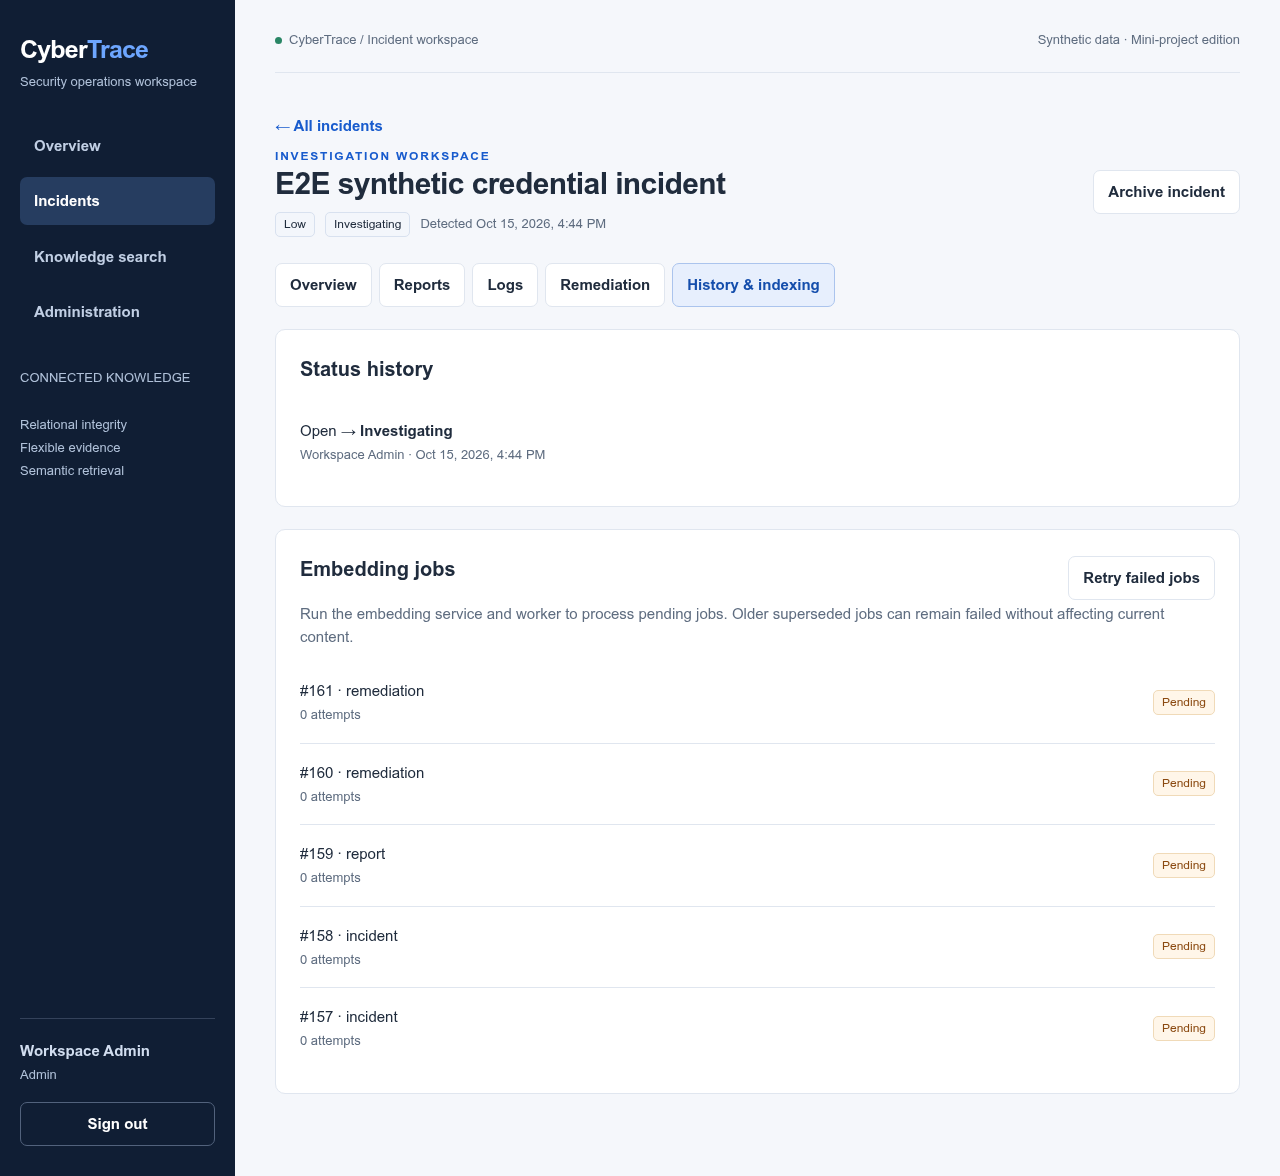 CyberTrace
Security operations workspace
Overview
Incidents
Knowledge search
Administration
CONNECTED KNOWLEDGE
Relational integrity
Flexible evidence
Semantic retrieval
Workspace Admin
Admin
Sign out
CyberTrace / Incident workspace
Synthetic data · Mini-project edition
← All incidents
INVESTIGATION WORKSPACE
E2E synthetic credential incident
Archive incident
Low
Investigating
Detected Oct 15, 2026, 4:44 PM
Overview
Reports
Logs
Remediation
History & indexing
Status history
Open → Investigating
Workspace Admin · Oct 15, 2026, 4:44 PM
Embedding jobs
Retry failed jobs
Run the embedding service and worker to process pending jobs. Older superseded jobs can remain failed without affecting current
content.
#161 · remediation
0 attempts
Pending
#160 · remediation
0 attempts
Pending
#159 · report
0 attempts
Pending
#158 · incident
0 attempts
Pending
#157 · incident
0 attempts
Pending